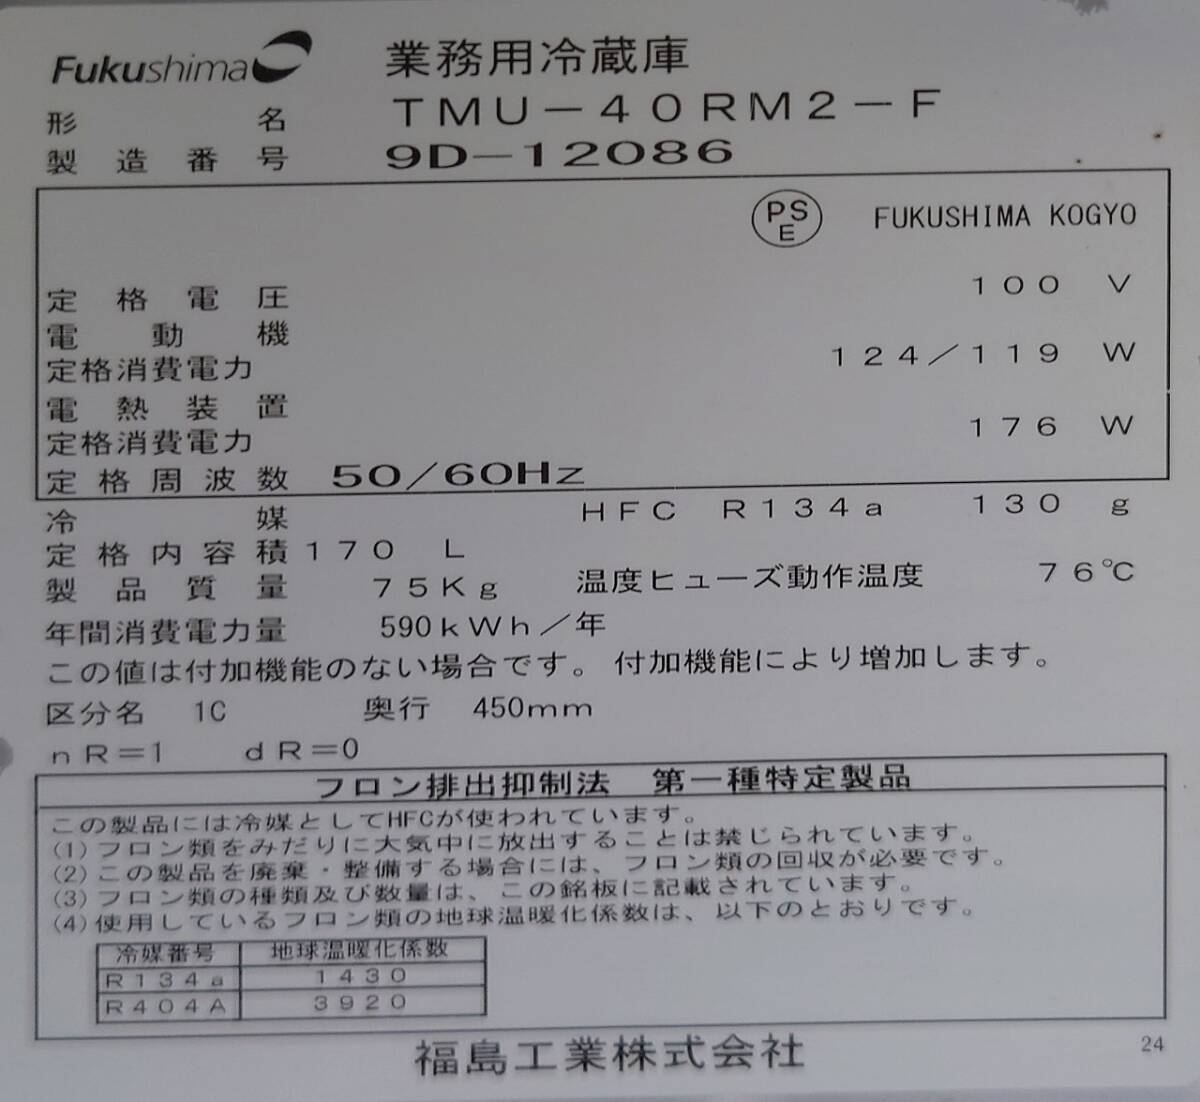 Fukushima 業務用冷蔵庫
形名 TMU-40RM2-F
製造番号 9D-12086
PSE FUKUSHIMA KOGYO
定格電圧 100 V
電動機
定格消費電力 124/119 W
電熱装置
定格消費電力 176 W
定格周波数 50/60Hz
冷媒 HFC R134a 130 g
定格内容積 170 L
製品質量 75Kg 温度ヒューズ動作温度 76℃
年間消費電力量 590kWh/年
この値は付加機能のない場合です。付加機能により増加します。
区分名 1C 奥行 450mm
nR=1 dR=0
フロン排出抑制法 第一種特定製品
この製品には冷媒としてHFCが使われています。
(1)フロン類をみだりに大気中に放出することは禁じられています。
(2)この製品を廃棄・整備する場合には、フロン類の回収が必要です。
(3)フロン類の種類及び数量は、この銘板に記載されています。
(4)使用しているフロン類の地球温暖化係数は、以下のとおりです。
冷媒番号 地球温暖化係数
R134a 1430
R404A 3920
福島工業株式会社
24